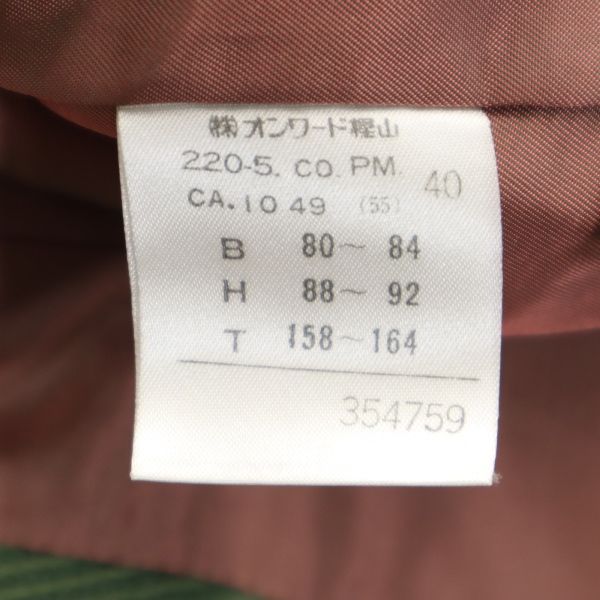 ㈱オンワード樫山
220-5. CO. PM. 40
CA. 10 49 (55)
B 80～ 84
H 88～ 92
T 158～164
354759